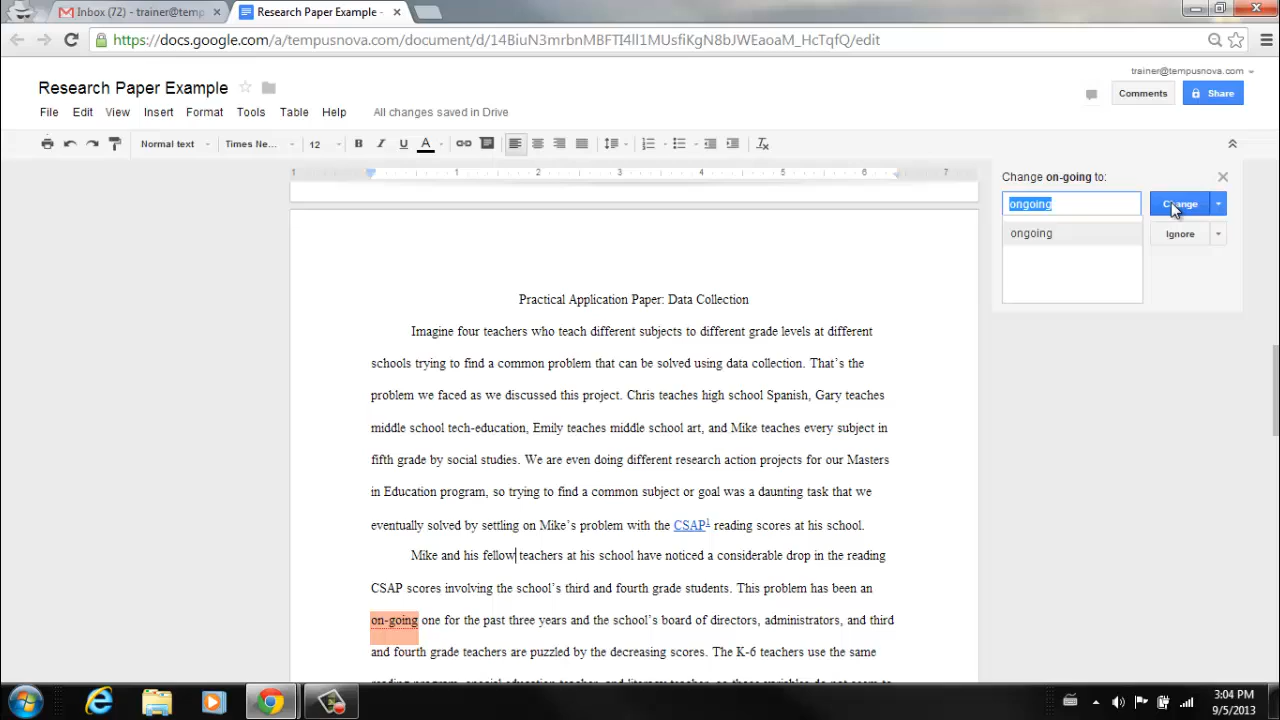 Inbox (72) - trainer@tempusn
Research Paper Example -
https://docs.google.com/a/tempusnova.com/document/d/14BiuN3mrbnMBFTI4ll1MUsfiKgN8bJWEaoaM_HcTqfQ/edit
trainer@tempusnova.com
Research Paper Example
Comments
Share
File Edit View Insert Format Tools Table Help All changes saved in Drive
Normal text Times Ne... 12 B I U A
1 1 2 3 4 5 6 7
Change on-going to:
ongoing Change
ongoing Ignore
Practical Application Paper: Data Collection
Imagine four teachers who teach different subjects to different grade levels at different
schools trying to find a common problem that can be solved using data collection. That’s the
problem we faced as we discussed this project. Chris teaches high school Spanish, Gary teaches
middle school tech-education, Emily teaches middle school art, and Mike teaches every subject in
fifth grade by social studies. We are even doing different research action projects for our Masters
in Education program, so trying to find a common subject or goal was a daunting task that we
eventually solved by settling on Mike’s problem with the CSAP1 reading scores at his school.
Mike and his fellow teachers at his school have noticed a considerable drop in the reading
CSAP scores involving the school’s third and fourth grade students. This problem has been an
on-going one for the past three years and the school’s board of directors, administrators, and third
and fourth grade teachers are puzzled by the decreasing scores. The K-6 teachers use the same
3:04 PM
9/5/2013